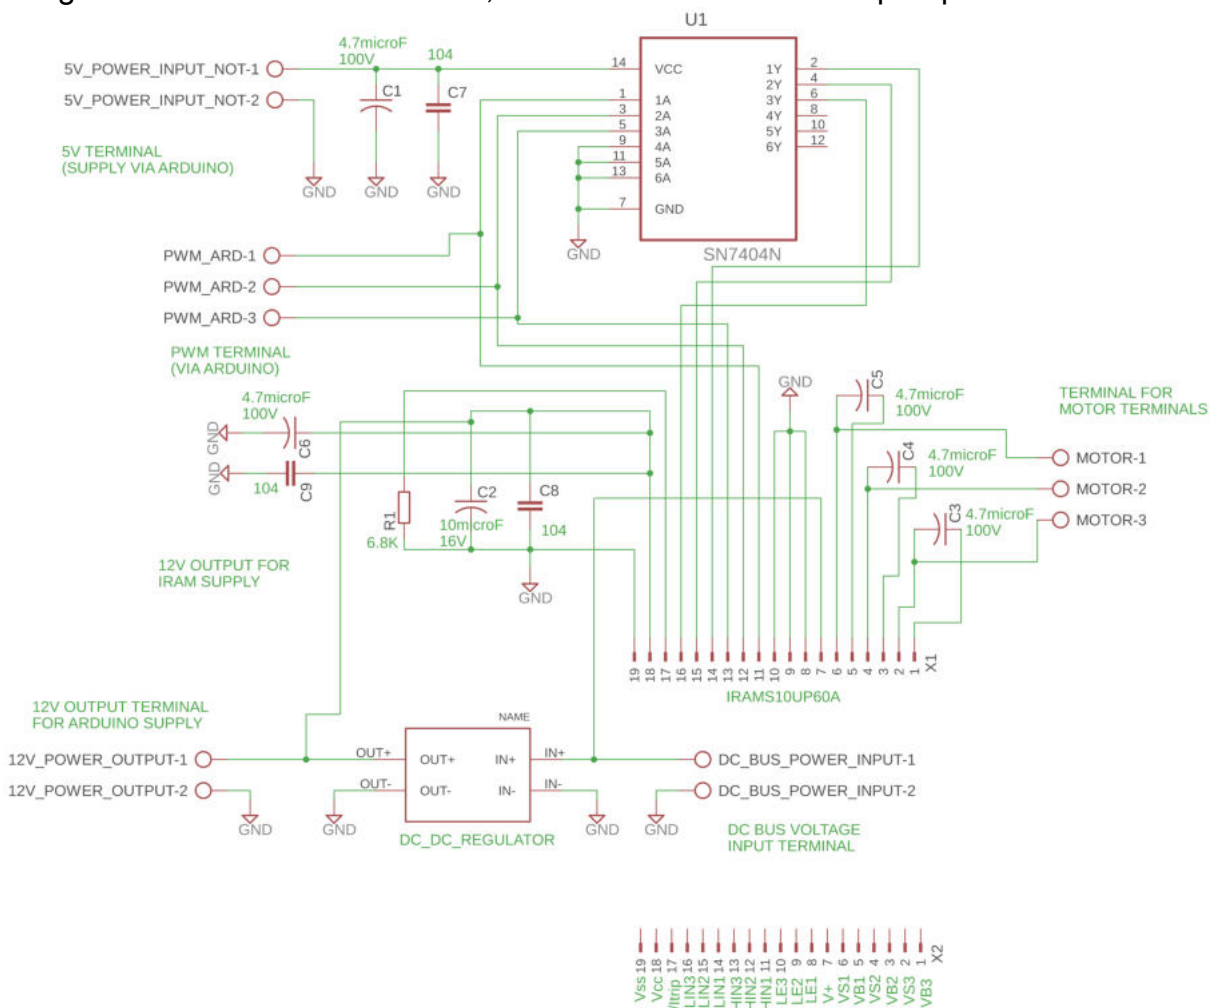 U1
4.7microF
100V
104
5V_POWER_INPUT_NOT-1
5V_POWER_INPUT_NOT-2
C1
C7
14
VCC
1Y
2
2Y
4
1
1A
3Y
6
3
2A
4Y
8
5
3A
5Y
10
9
4A
6Y
12
11
5A
13
6A
7
GND
5V TERMINAL
(SUPPLY VIA ARDUINO)
GND
GND
GND
GND
SN7404N
PWM_ARD-1
PWM_ARD-2
PWM_ARD-3
PWM TERMINAL
(VIA ARDUINO)
GND
C5
4.7microF
100V
TERMINAL FOR
MOTOR TERMINALS
4.7microF
100V
GND
C6
GND
104
C9
C4
4.7microF
100V
MOTOR-1
MOTOR-2
MOTOR-3
C3
4.7microF
100V
R1
6.8K
C2
10microF
16V
C8
104
GND
12V OUTPUT FOR
IRAM SUPPLY
19
18
17
16
15
14
13
12
11
10
9
8
7
6
5
4
3
2
1
X1
IRAMS10UP60A
12V OUTPUT TERMINAL
FOR ARDUINO SUPPLY
NAME
12V_POWER_OUTPUT-1
12V_POWER_OUTPUT-2
OUT+
OUT+
IN+
IN+
OUT-
OUT-
IN-
IN-
DC_BUS_POWER_INPUT-1
DC_BUS_POWER_INPUT-2
GND
GND
GND
GND
DC_DC_REGULATOR
DC BUS VOLTAGE
INPUT TERMINAL
Vss 19
Vcc 18
17
LIN3 16
LIN2 15
LIN1 14
HIN3 13
HIN2 12
HIN1 11
LE3 10
LE2 9
LE1 8
V+ 7
VS1 6
VB1 5
VS2 4
VB2 3
VS3 2
VB3 1
X2